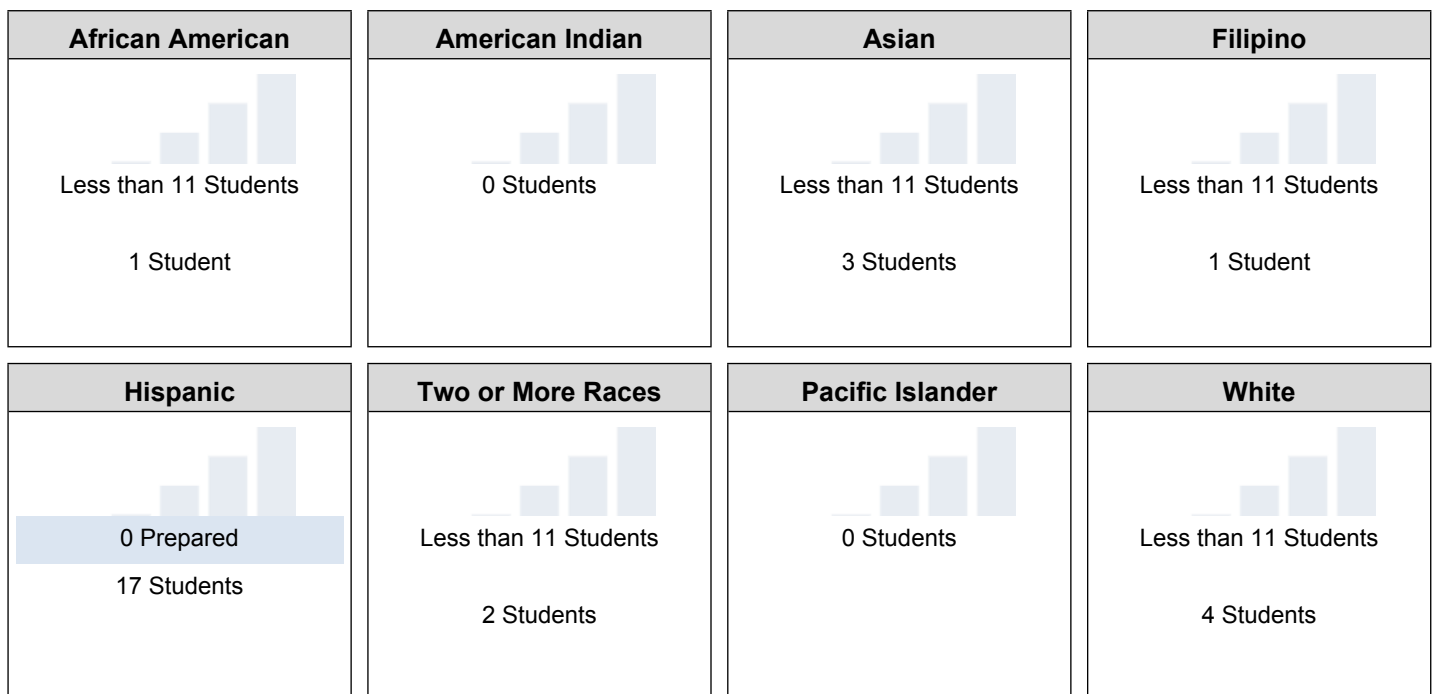 African American
Less than 11 Students
1 Student
American Indian
0 Students
Asian
Less than 11 Students
3 Students
Filipino
Less than 11 Students
1 Student
Hispanic
0 Prepared
17 Students
Two or More Races
Less than 11 Students
2 Students
Pacific Islander
0 Students
White
Less than 11 Students
4 Students